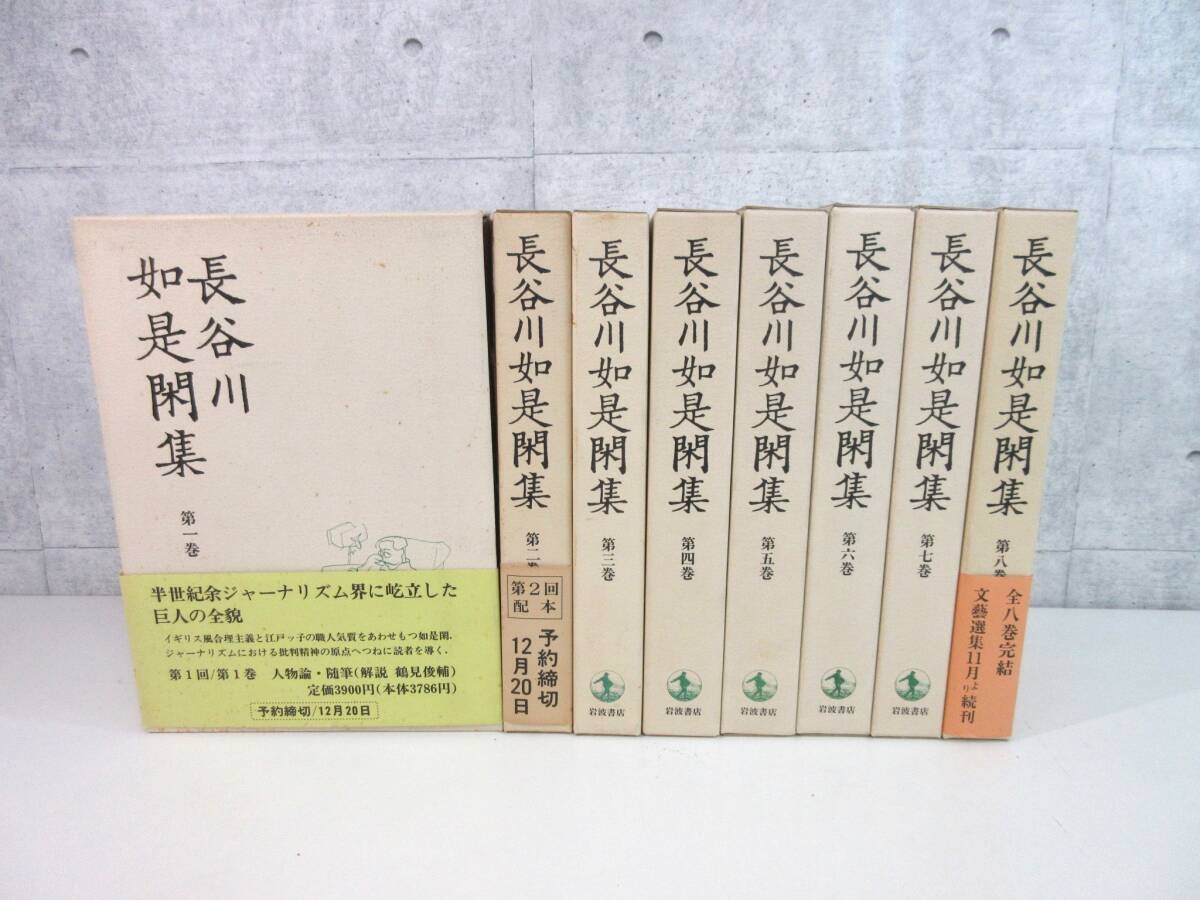 長谷川
如是閑集
第一巻
半世紀余ジャーナリズム界に屹立した
巨人の全貌
イギリス風合理主義と江戸ッ子の職人気質をあわせもつ如是閑。
ジャーナリズムにおける批判精神の原点へつねに読者を導く。
第1回/第1巻 人物論・随筆(解説 鶴見俊輔)
定価3900円(本体3786円)
予約締切/12月20日
長谷川如是閑集
第二巻
第2回
配本
予約締切
12月20日
長谷川如是閑集
第三巻
岩波書店
長谷川如是閑集
第四巻
岩波書店
長谷川如是閑集
第五巻
岩波書店
長谷川如是閑集
第六巻
岩波書店
長谷川如是閑集
第七巻
岩波書店
長谷川如是閑集
第八巻
全八巻完結
文藝選集11月より続刊